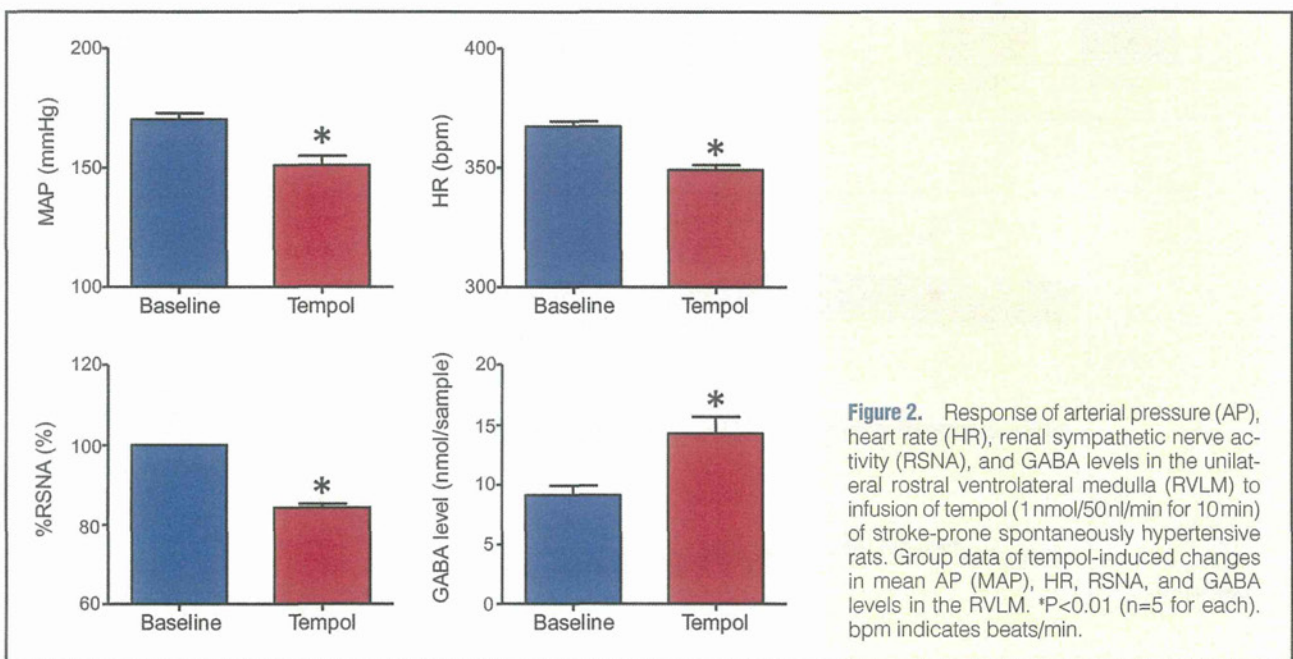 200
150
100
MAP (mmHg)
*
Baseline
Tempol
400
350
300
HR (bpm)
*
Baseline
Tempol
120
100
80
60
%RSNA (%)
*
Baseline
Tempol
20
15
10
5
0
GABA level (nmol/sample)
*
Baseline
Tempol
Figure 2. Response of arterial pressure (AP),
heart rate (HR), renal sympathetic nerve ac-
tivity (RSNA), and GABA levels in the unilat-
eral rostral ventrolateral medulla (RVLM) to
infusion of tempol (1 nmol/50 nl/min for 10 min)
of stroke-prone spontaneously hypertensive
rats. Group data of tempol-induced changes
in mean AP (MAP), HR, RSNA, and GABA
levels in the RVLM. *P<0.01 (n=5 for each).
bpm indicates beats/min.